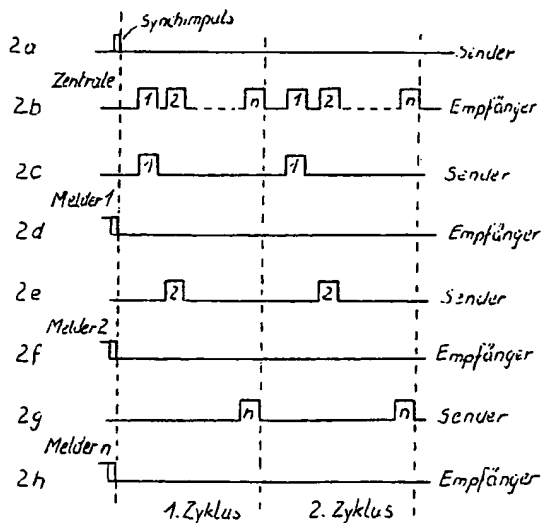 Synchimpuls
2a Sender
Zentrale
2b 1 2 n 1 2 n Empfänger
2c 1 1 Sender
Melder 1
2d Empfänger
2e 2 2 Sender
Melder 2
2f Empfänger
2g n n Sender
Melder n
2h Empfänger
1. Zyklus 2. Zyklus